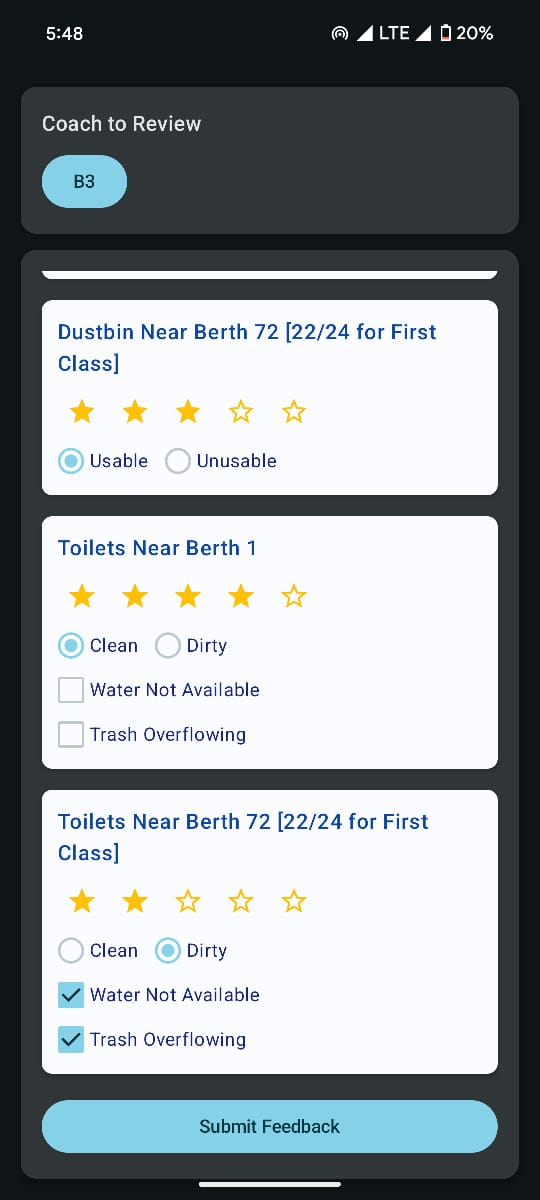 5:48 LTE 20%
Coach to Review
B3
Dustbin Near Berth 72 [22/24 for First
Class]
Usable Unusable
Toilets Near Berth 1
Clean Dirty
Water Not Available
Trash Overflowing
Toilets Near Berth 72 [22/24 for First
Class]
Clean Dirty
Water Not Available
Trash Overflowing
Submit Feedback